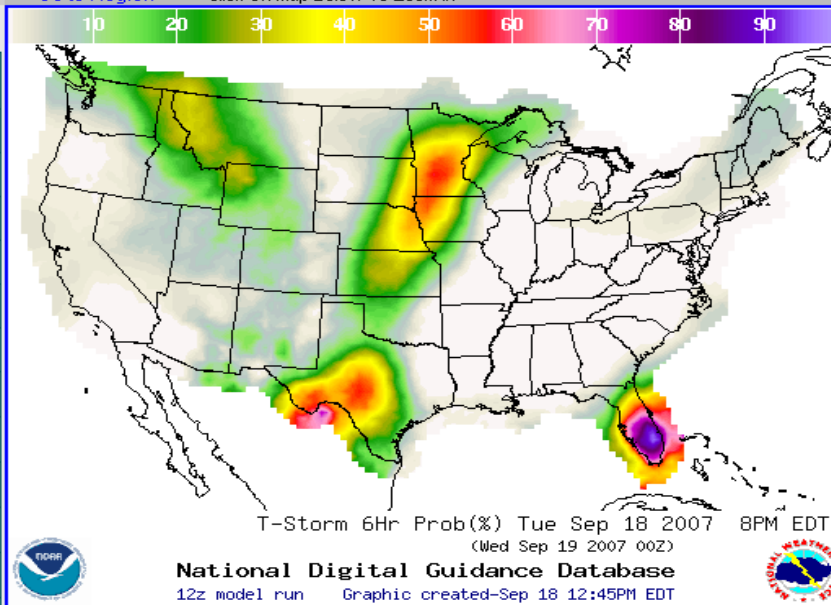 10 20 30 40 50 60 70 80 90
T-Storm 6Hr Prob(%) Tue Sep 18 2007 8PM EDT
(Wed Sep 19 2007 00Z)
National Digital Guidance Database
12z model run Graphic created-Sep 18 12:45PM EDT
NOAA